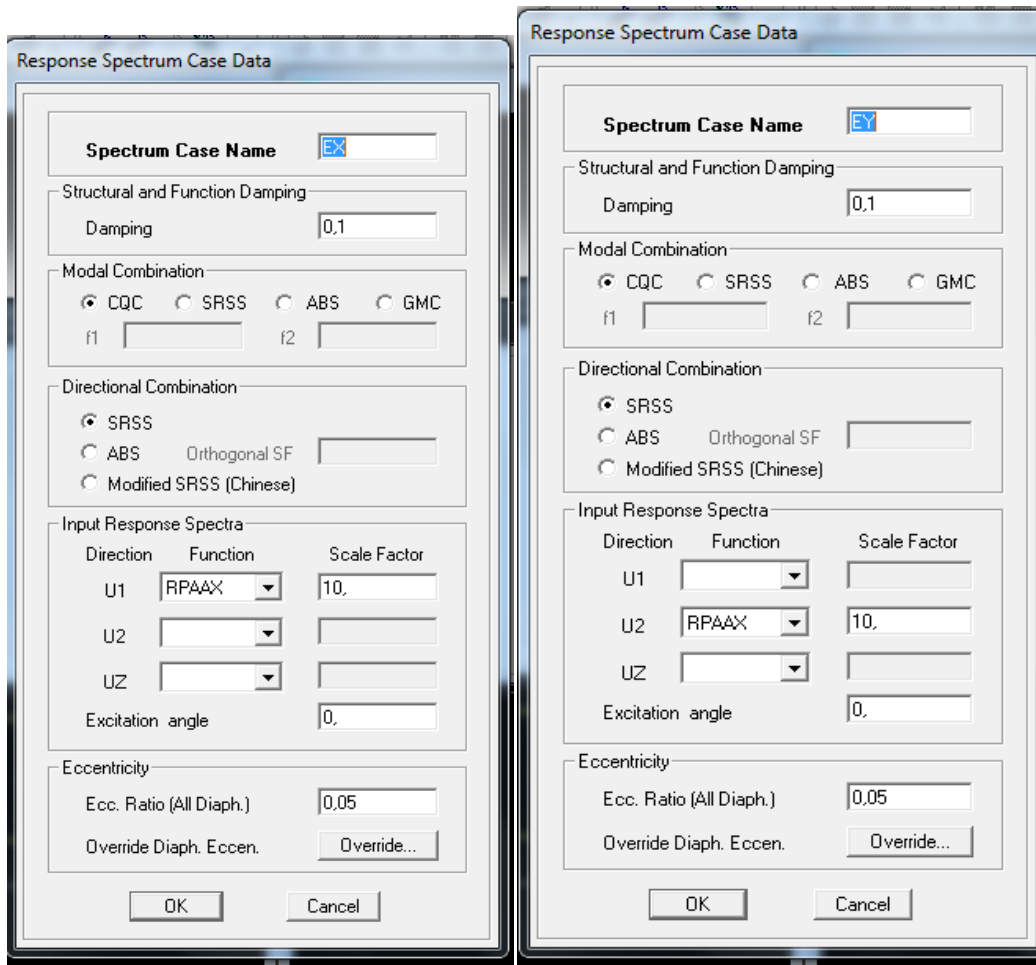 Response Spectrum Case Data
Spectrum Case Name EX
Structural and Function Damping
Damping 0,1
Modal Combination
CQC SRSS ABS GMC
f1 f2
Directional Combination
SRSS
ABS Orthogonal SF
Modified SRSS (Chinese)
Input Response Spectra
Direction Function Scale Factor
U1 RPAAX 10,
U2
UZ
Excitation angle 0,
Eccentricity
Ecc. Ratio (All Diaph.) 0,05
Override Diaph. Eccen. Override...
OK Cancel
Response Spectrum Case Data
Spectrum Case Name EY
Structural and Function Damping
Damping 0,1
Modal Combination
CQC SRSS ABS GMC
f1 f2
Directional Combination
SRSS
ABS Orthogonal SF
Modified SRSS (Chinese)
Input Response Spectra
Direction Function Scale Factor
U1
U2 RPAAX 10,
UZ
Excitation angle 0,
Eccentricity
Ecc. Ratio (All Diaph.) 0,05
Override Diaph. Eccen. Override...
OK Cancel